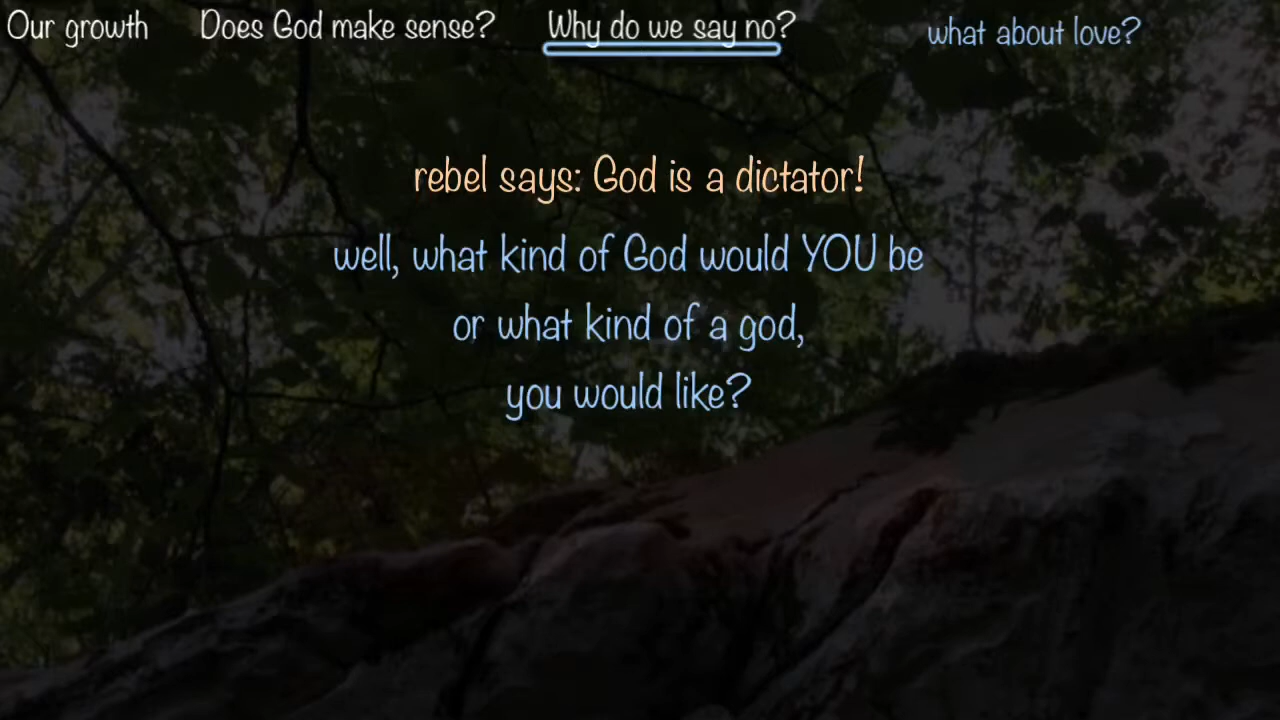 Our growth Does God make sense? Why do we say no? what about love?
rebel says: God is a dictator!
well, what kind of God would YOU be
or what kind of a god,
you would like?